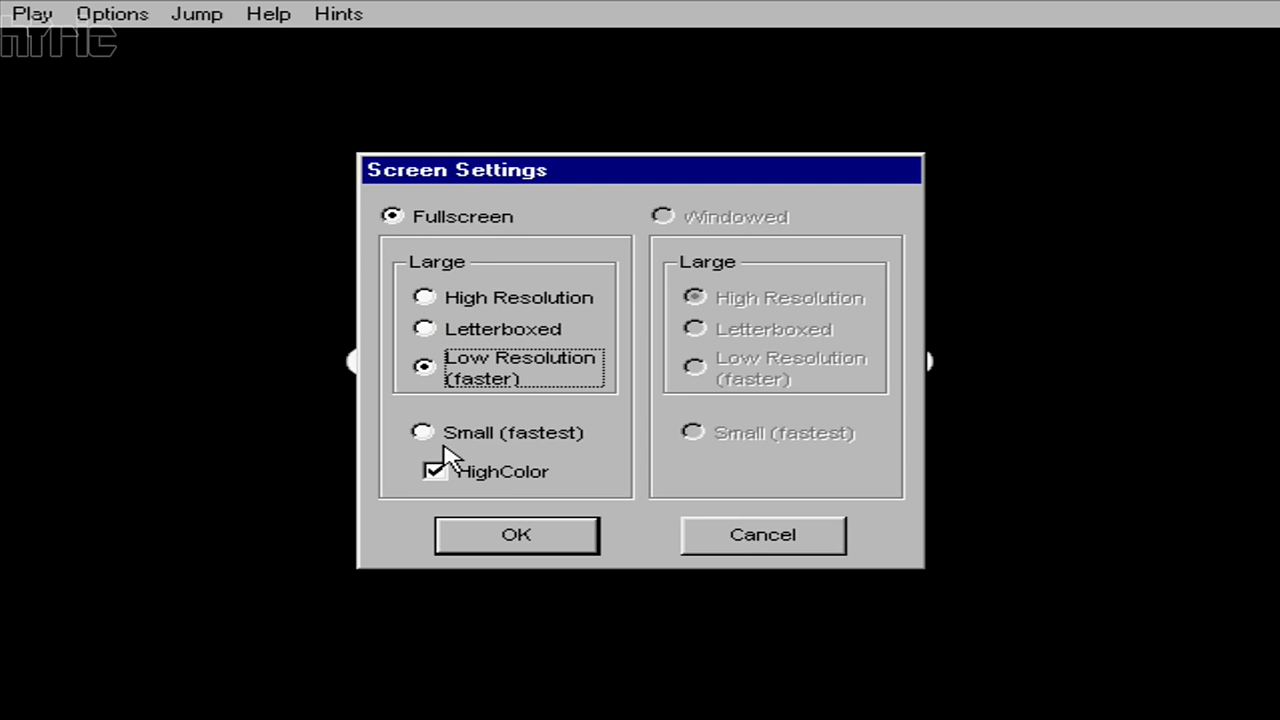 Play Options Jump Help Hints
hyric
Screen Settings
Fullscreen
Windowed
Large
Large
High Resolution
High Resolution
Letterboxed
Letterboxed
Low Resolution
(faster)
Low Resolution
(faster)
Small (fastest)
Small (fastest)
HighColor
OK
Cancel